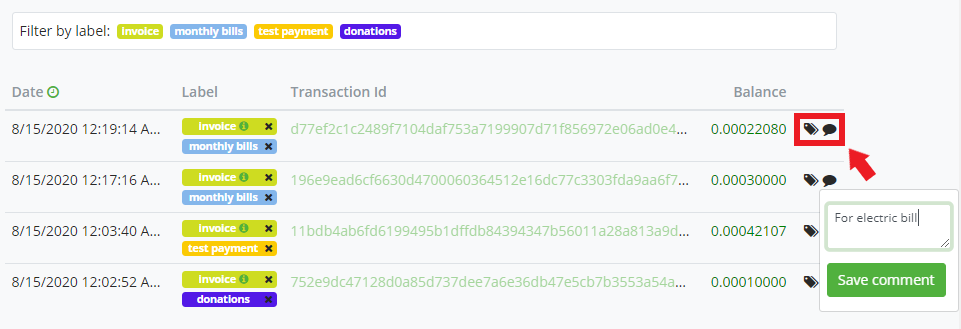 Filter by label: invoice monthly bills test payment donations
Date Label Transaction Id Balance
8/15/2020 12:19:14 A... invoice d77ef2c1c2489f7104daf753a7199907d71f856972e06ad0e4... 0.00022080
monthly bills
8/15/2020 12:17:16 A... invoice 196e9ead6cf6630d4700060364512e16dc77c3303fda9aa6f7... 0.00030000
monthly bills
For electric bill
8/15/2020 12:03:40 A... invoice 11bdb4ab6fd6199495b1dffdb84394347b56011a28a813a9d... 0.00042107
test payment
8/15/2020 12:02:52 A... invoice 752e9dc47128d0a85d737dee7a6e36db47e5cb7b3553a54a... 0.00010000
Save comment
donations